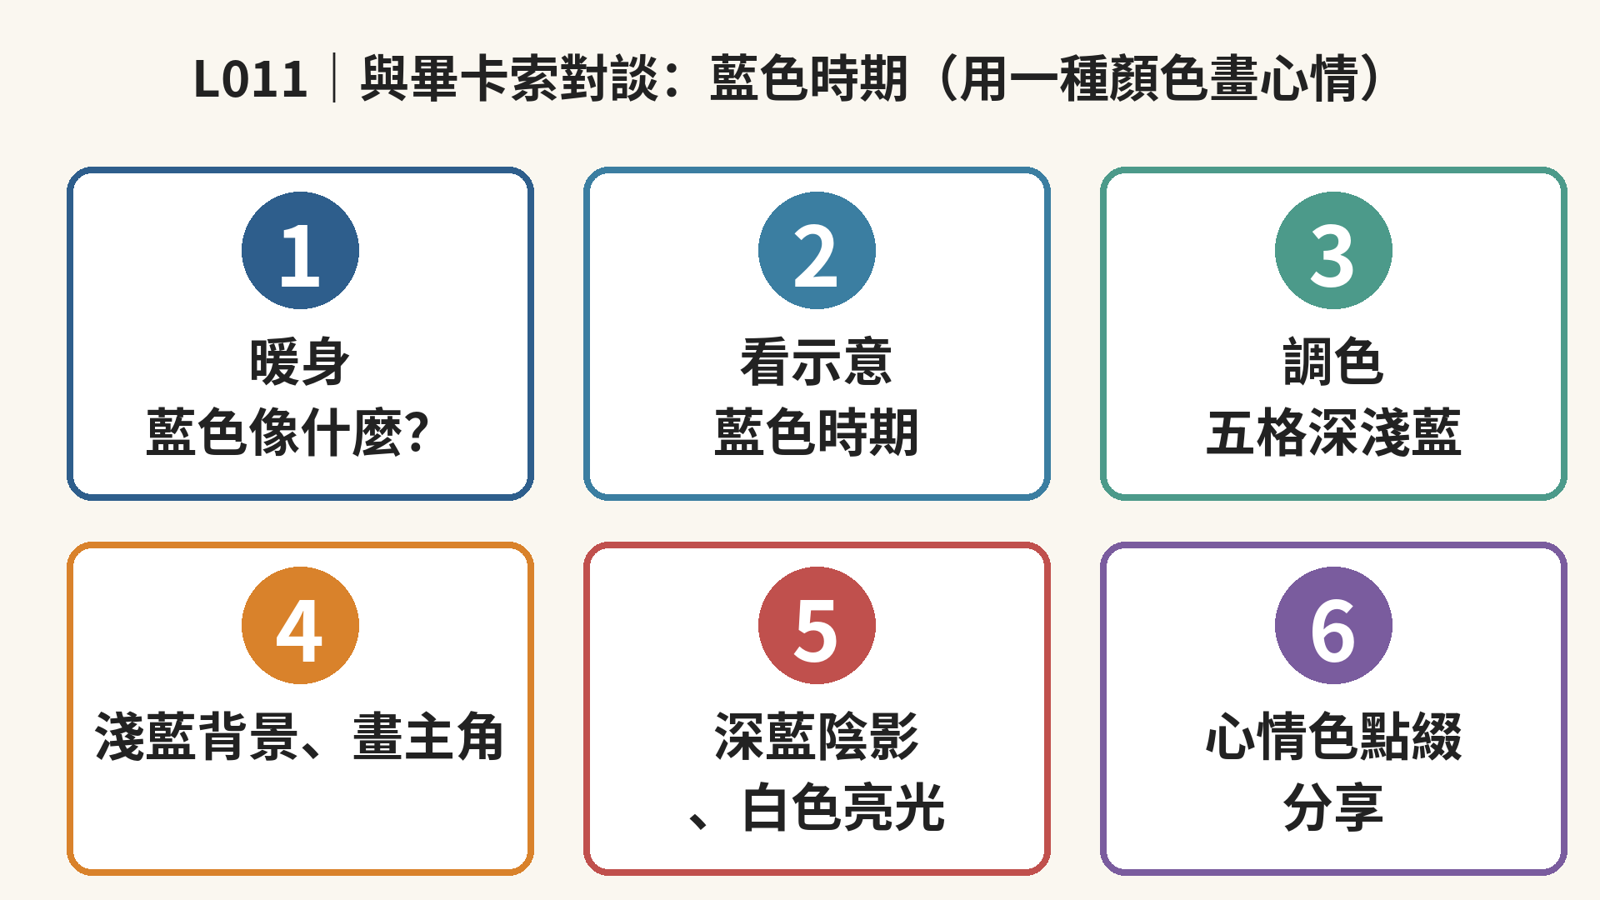 L011｜與畢卡索對談：藍色時期（用一種顏色畫心情）
1
暖身
藍色像什麼？
2
看示意
藍色時期
3
調色
五格深淺藍
4
淺藍背景、畫主角
5
深藍陰影
、白色亮光
6
心情色點綴
分享